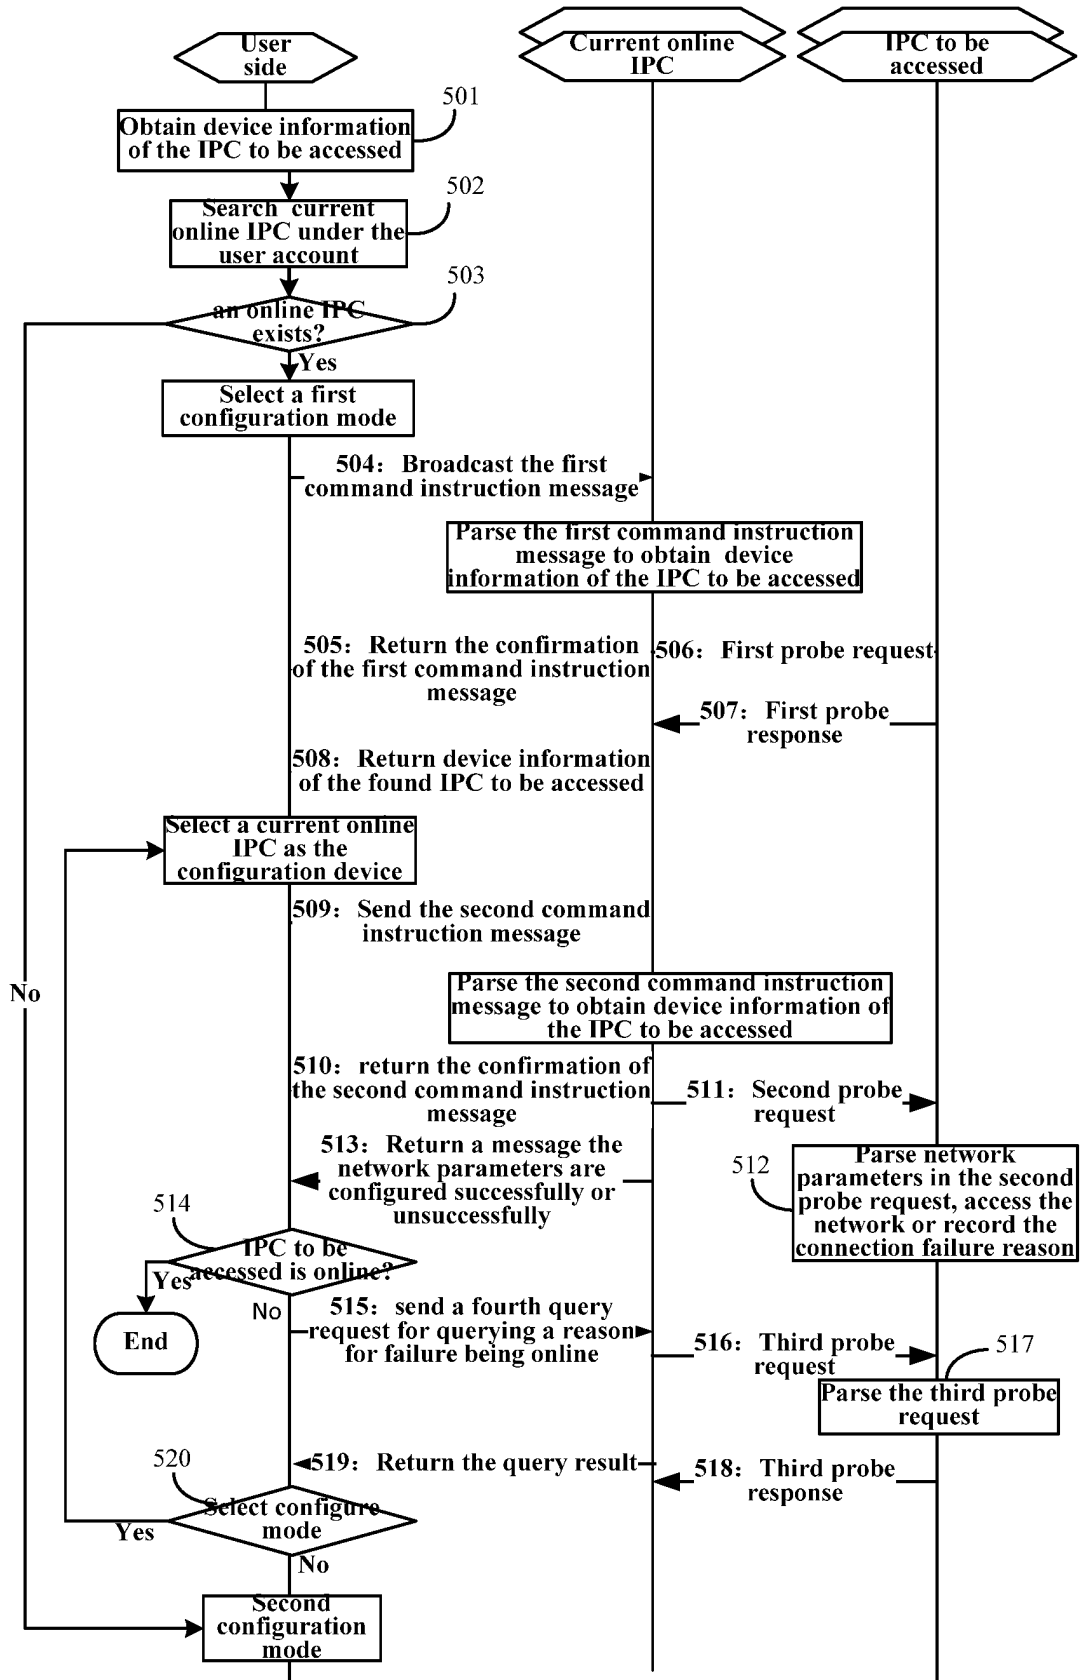 User
side
Current online
IPC
IPC to be
accessed
501
Obtain device information
of the IPC to be accessed
502
Search current
online IPC under the
user account
503
an online IPC
exists?
Yes
Select a first
configuration mode
504: Broadcast the first
command instruction message
Parse the first command instruction
message to obtain device
information of the IPC to be accessed
505: Return the confirmation
of the first command instruction
message
506: First probe request
507: First probe
response
508: Return device information
of the found IPC to be accessed
Select a current online
IPC as the
configuration device
509: Send the second command
instruction message
No
Parse the second command instruction
message to obtain device information of
the IPC to be accessed
510: return the confirmation of
the second command instruction
message
511: Second probe
request
513: Return a message the
network parameters are
configured successfully or
unsuccessfully
512
Parse network
parameters in the second
probe request, access the
network or record the
connection failure reason
514
IPC to be
accessed is online?
Yes
No
End
515: send a fourth query
request for querying a reason
for failure being online
516: Third probe
request
517
Parse the third probe
request
519: Return the query result
518: Third probe
response
520
Select configure
mode
Yes
No
Second
configuration
mode